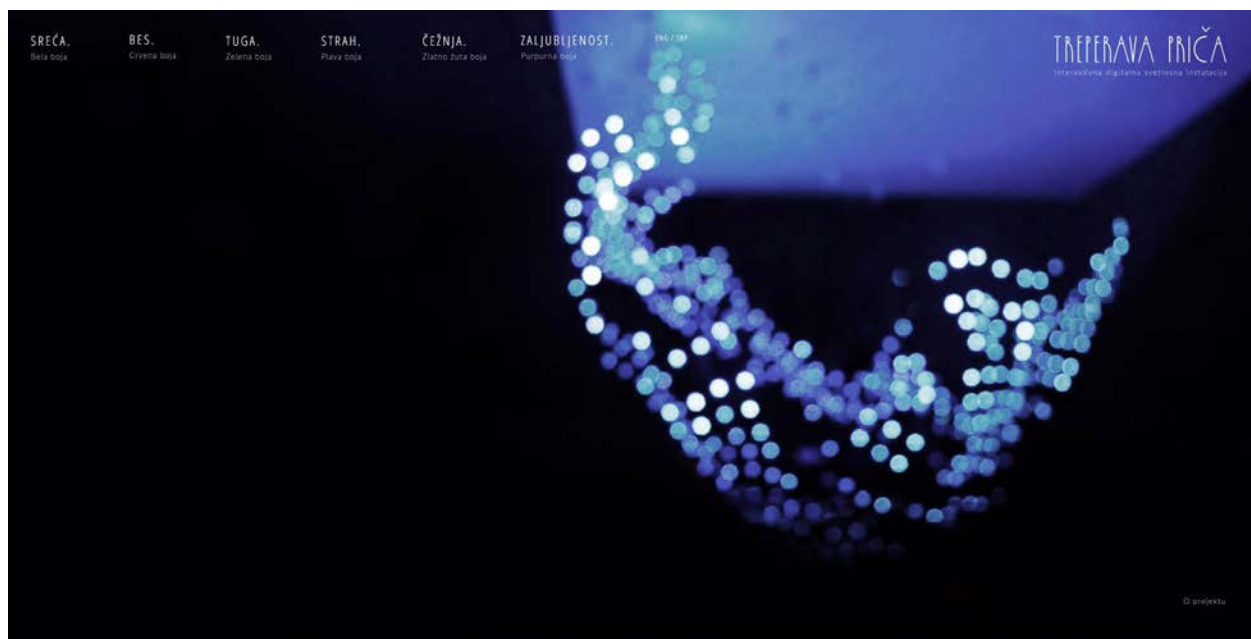 SREĆA.
Bela boja
BES.
Crvena boja
TUGA.
Zelena boja
STRAH.
Plava boja
ČEŽNJA.
Zlatno žuta boja
ZALJUBLJENOST.
Purpurna boja
ENG / SRP
TREPERAVA PRIČA
Interaktivna digitalna svetlosna instalacija
O projektu